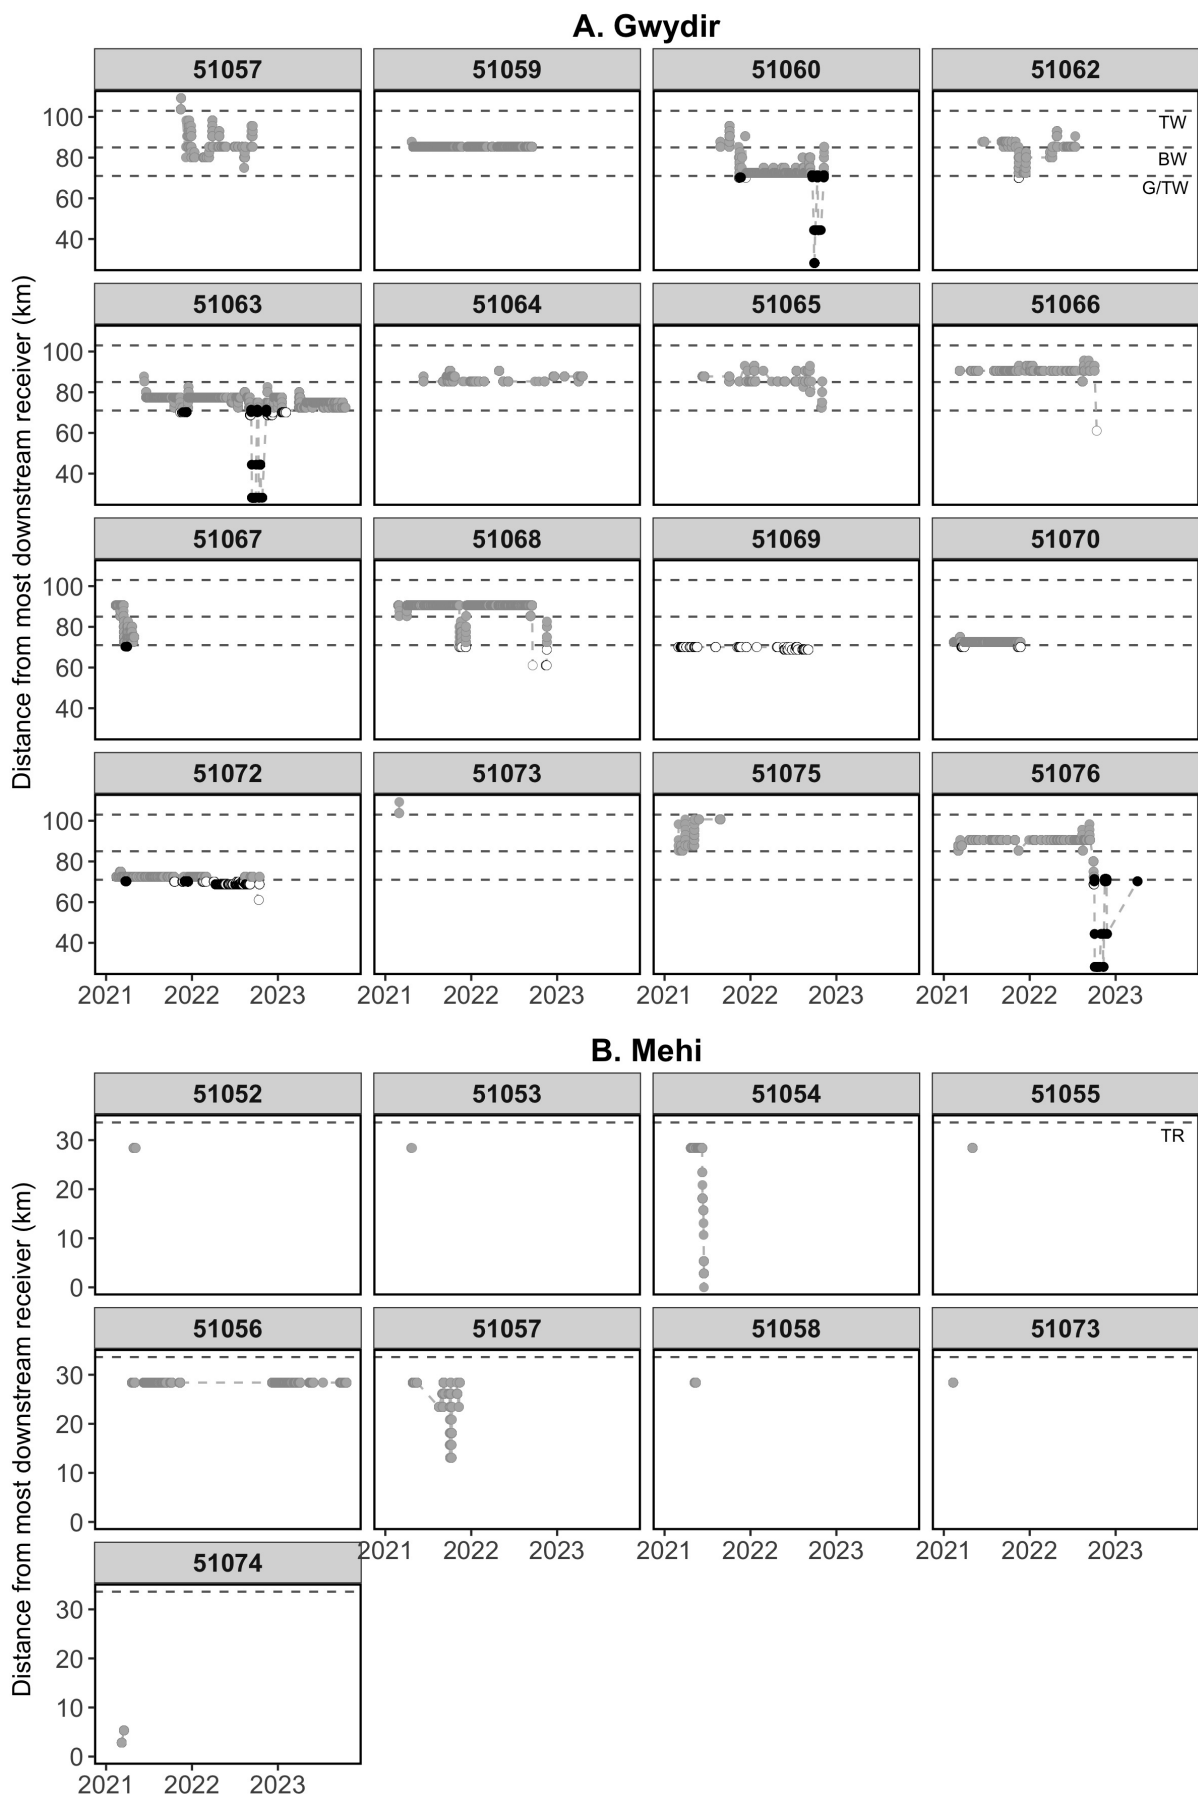 A. Gwydir
51057 51059 51060 51062
100
80
60
40
TW
BW
G/TW
51063 51064 51065 51066
100
80
60
40
51067 51068 51069 51070
100
80
60
40
51072 51073 51075 51076
100
80
60
40
2021 2022 2023 2021 2022 2023 2021 2022 2023 2021 2022 2023
Distance from most downstream receiver (km)
B. Mehi
51052 51053 51054 51055
30
20
10
0
TR
51056 51057 51058 51073
30
20
10
0
2021 2022 2023 2021 2022 2023 2021 2022 2023
51074
30
20
10
0
2021 2022 2023
Distance from most downstream receiver (km)